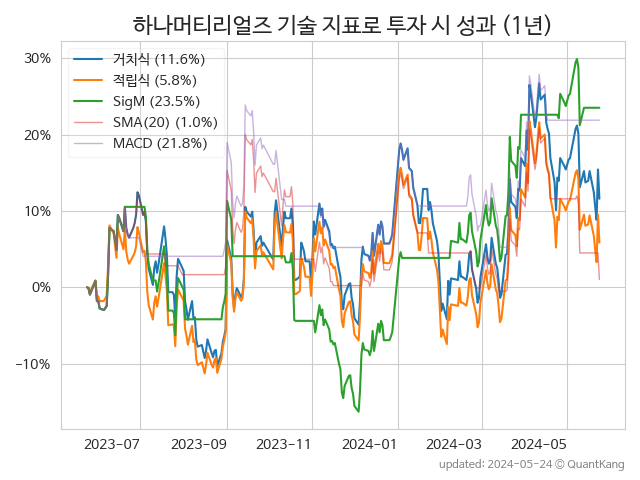 하나머티리얼즈 기술 지표로 투자 시 성과 (1년)
거치식 (11.6%)
적립식 (5.8%)
SigM (23.5%)
SMA(20) (1.0%)
MACD (21.8%)
30%
20%
10%
0%
−10%
2023-07 2023-09 2023-11 2024-01 2024-03 2024-05
updated: 2024-05-24 © QuantKang